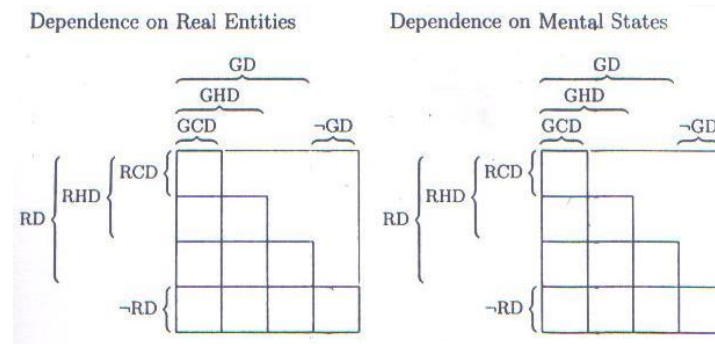 Dependence on Real Entities
Dependence on Mental States
GD
GHD
GCD ¬GD
RCD
RHD
RD
¬RD
GD
GHD
GCD ¬GD
RCD
RHD
RD
¬RD